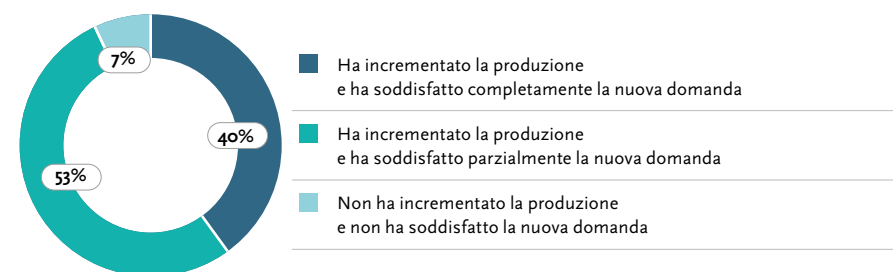 7%
40%
53%
Ha incrementato la produzione
e ha soddisfatto completamente la nuova domanda
Ha incrementato la produzione
e ha soddisfatto parzialmente la nuova domanda
Non ha incrementato la produzione
e non ha soddisfatto la nuova domanda